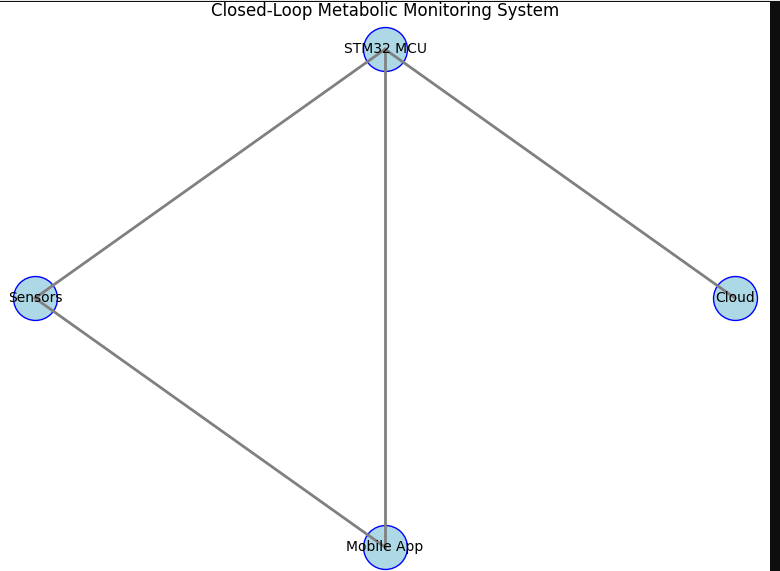 Closed-Loop Metabolic Monitoring System
STM32 MCU
Sensors
Cloud
Mobile App